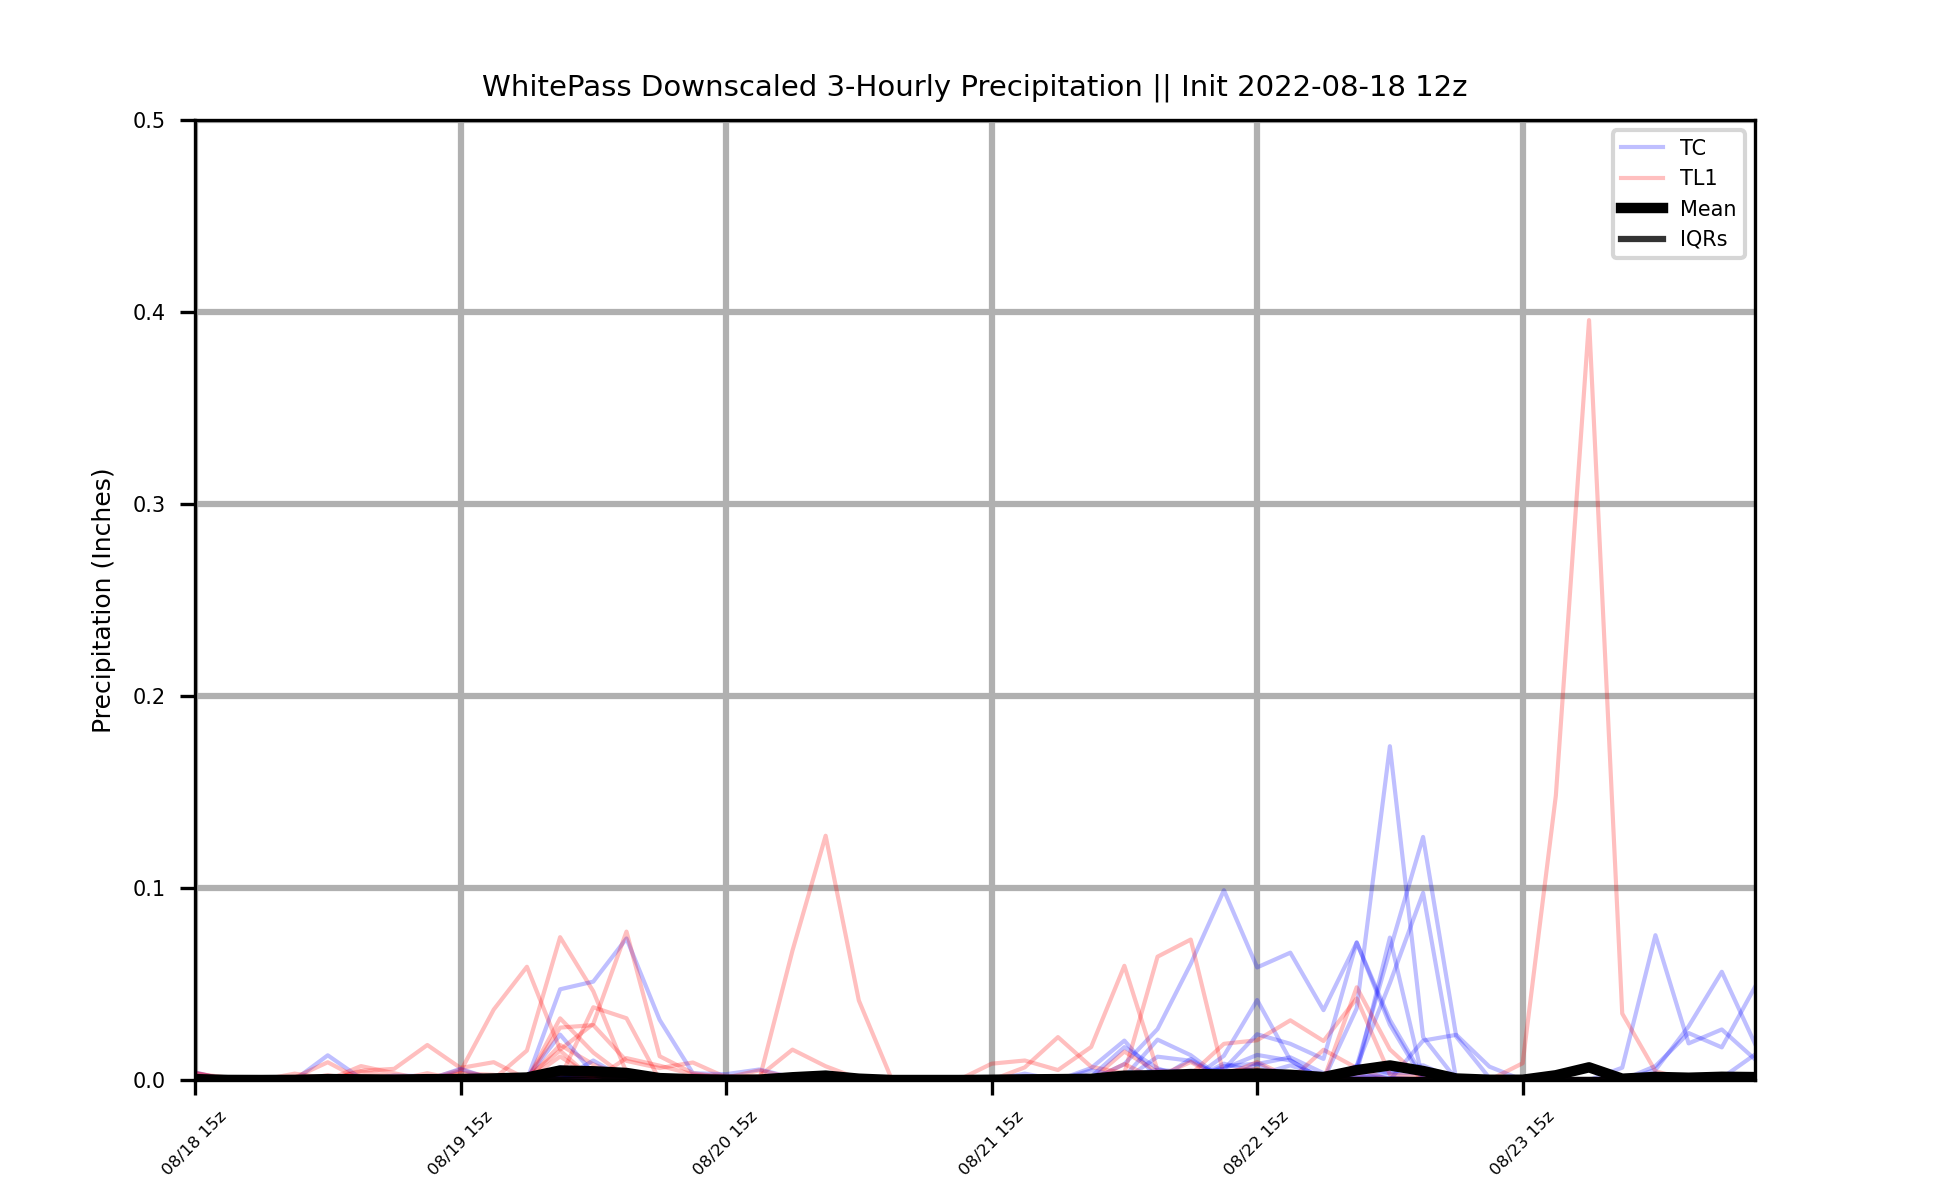 WhitePass Downscaled 3-Hourly Precipitation || Init 2022-08-18 12z
0.5
0.4
0.3
0.2
0.1
0.0
Precipitation (Inches)
TC
TL1
Mean
IQRs
08/18 15z
08/19 15z
08/20 15z
08/21 15z
08/22 15z
08/23 15z